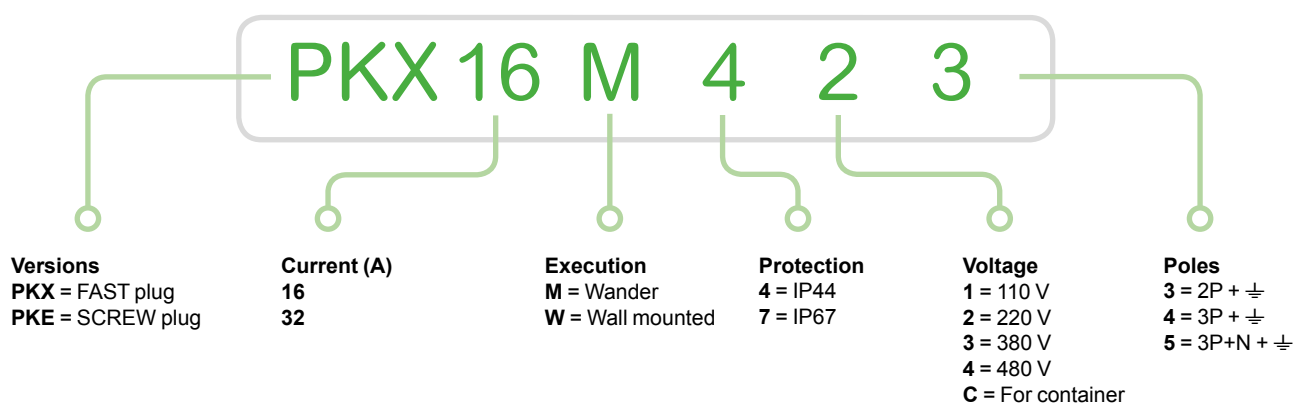 PKX 16 M 4 2 3
Versions
PKX = FAST plug
PKE = SCREW plug
Current (A)
16
32
Execution
M = Wander
W = Wall mounted
Protection
4 = IP44
7 = IP67
Voltage
1 = 110 V
2 = 220 V
3 = 380 V
4 = 480 V
C = For container
Poles
3 = 2P + ⏚
4 = 3P + ⏚
5 = 3P+N + ⏚